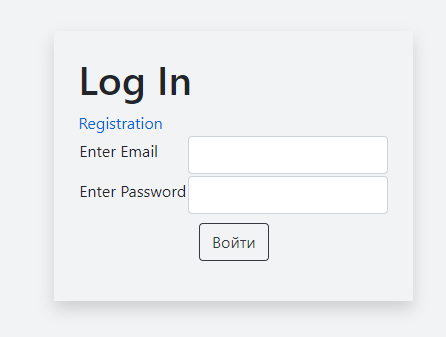 Log In
Registration
Enter Email
Enter Password
Войти